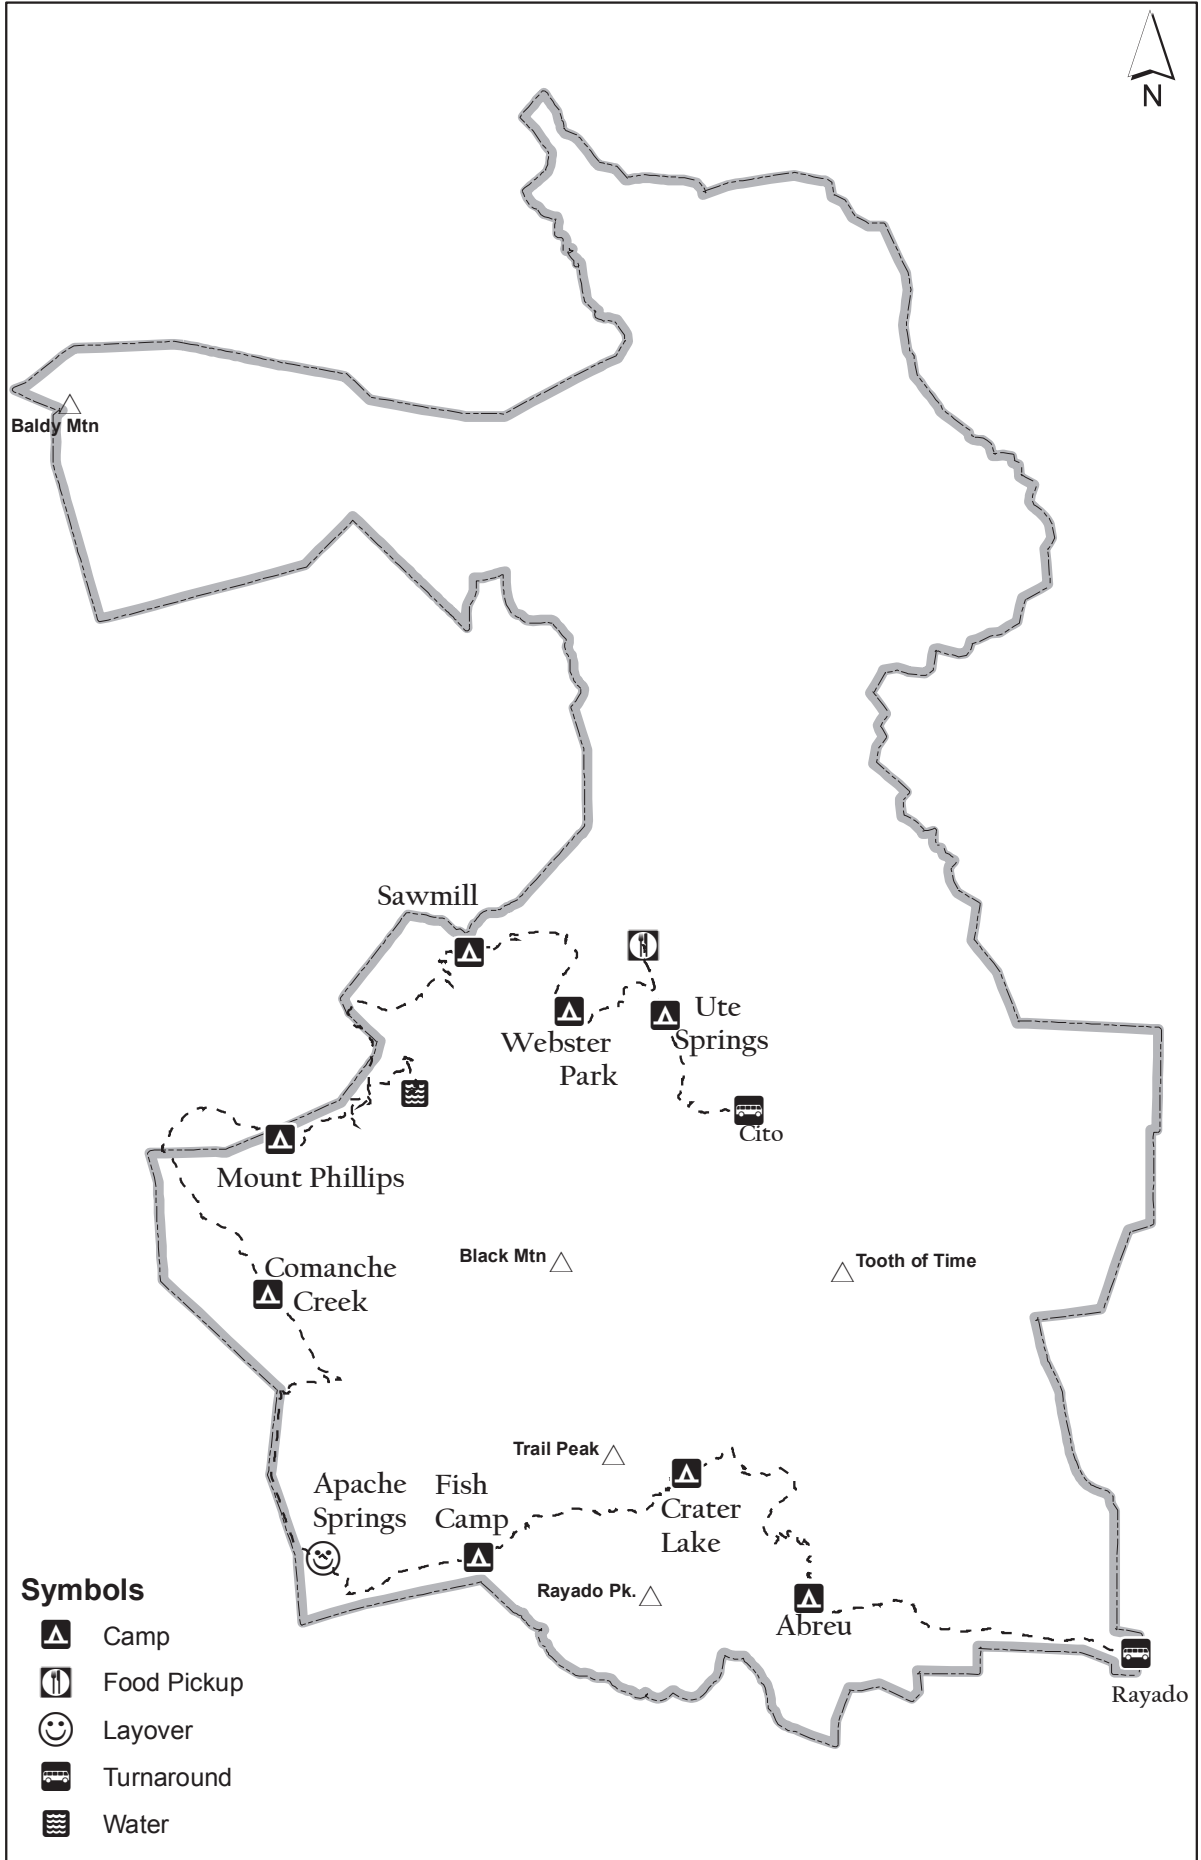 N
Baldy Mtn
Sawmill
Ute
Springs
Webster
Park
Cito
Mount Phillips
Black Mtn
Tooth of Time
Comanche
Creek
Trail Peak
Apache
Springs
Fish
Camp
Crater
Lake
Rayado Pk.
Abreu
Rayado
Symbols
Camp
Food Pickup
Layover
Turnaround
Water